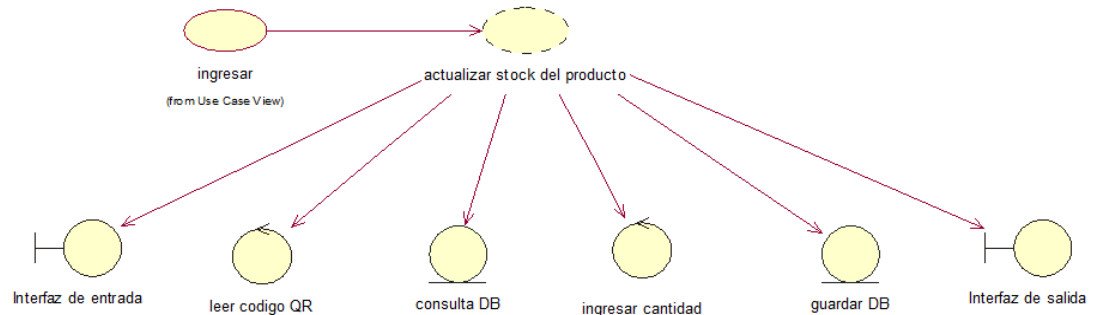 ingresar
(from Use Case View)
actualizar stock del producto
Interfaz de entrada
leer codigo QR
consulta DB
ingresar cantidad
guardar DB
Interfaz de salida